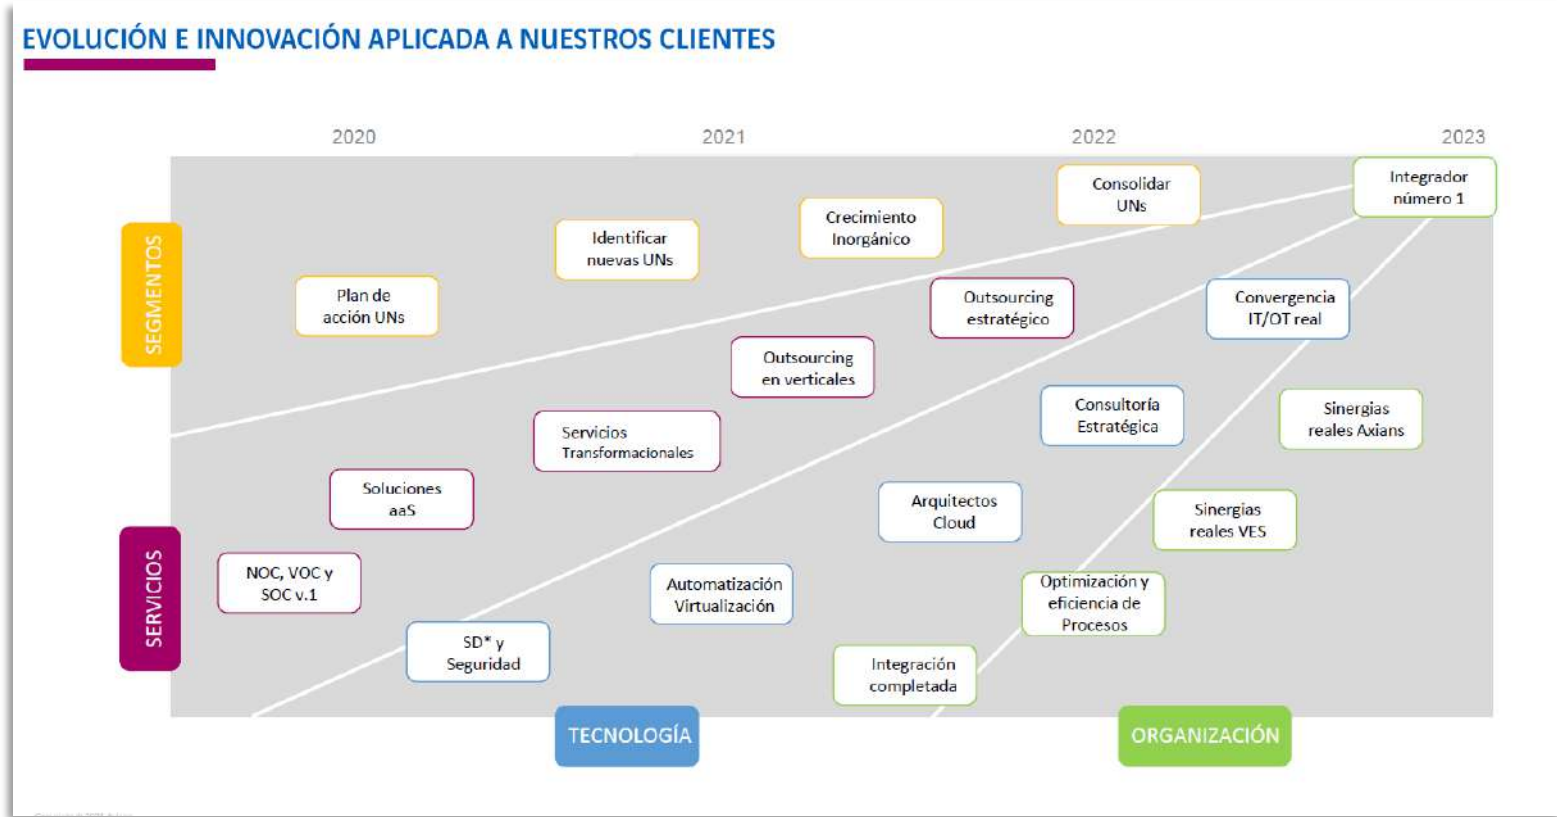 EVOLUCIÓN E INNOVACIÓN APLICADA A NUESTROS CLIENTES
2020
2021
2022
2023
SEGMENTOS
Plan de
acción UNs
Identificar
nuevas UNs
Crecimiento
Inorgánico
Consolidar
UNs
Integrador
número 1
SERVICIOS
NOC, VOC y
SOC v.1
Soluciones
aaS
Servicios
Transformacionales
Outsourcing
en verticales
Outsourcing
estratégico
SD* y
Seguridad
Automatización
Virtualización
Arquitectos
Cloud
Consultoría
Estratégica
Convergencia
IT/OT real
Integración
completada
Optimización y
eficiencia de
Procesos
Sinergias
reales VES
Sinergias
reales Axians
TECNOLOGÍA
ORGANIZACIÓN